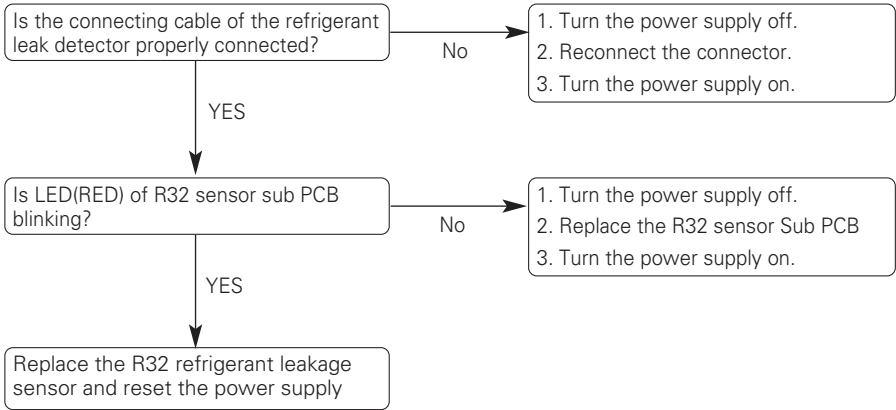 Is the connecting cable of the refrigerant
leak detector properly connected?
No
1. Turn the power supply off.
2. Reconnect the connector.
3. Turn the power supply on.
YES
Is LED(RED) of R32 sensor sub PCB
blinking?
No
1. Turn the power supply off.
2. Replace the R32 sensor Sub PCB
3. Turn the power supply on.
YES
Replace the R32 refrigerant leakage
sensor and reset the power supply